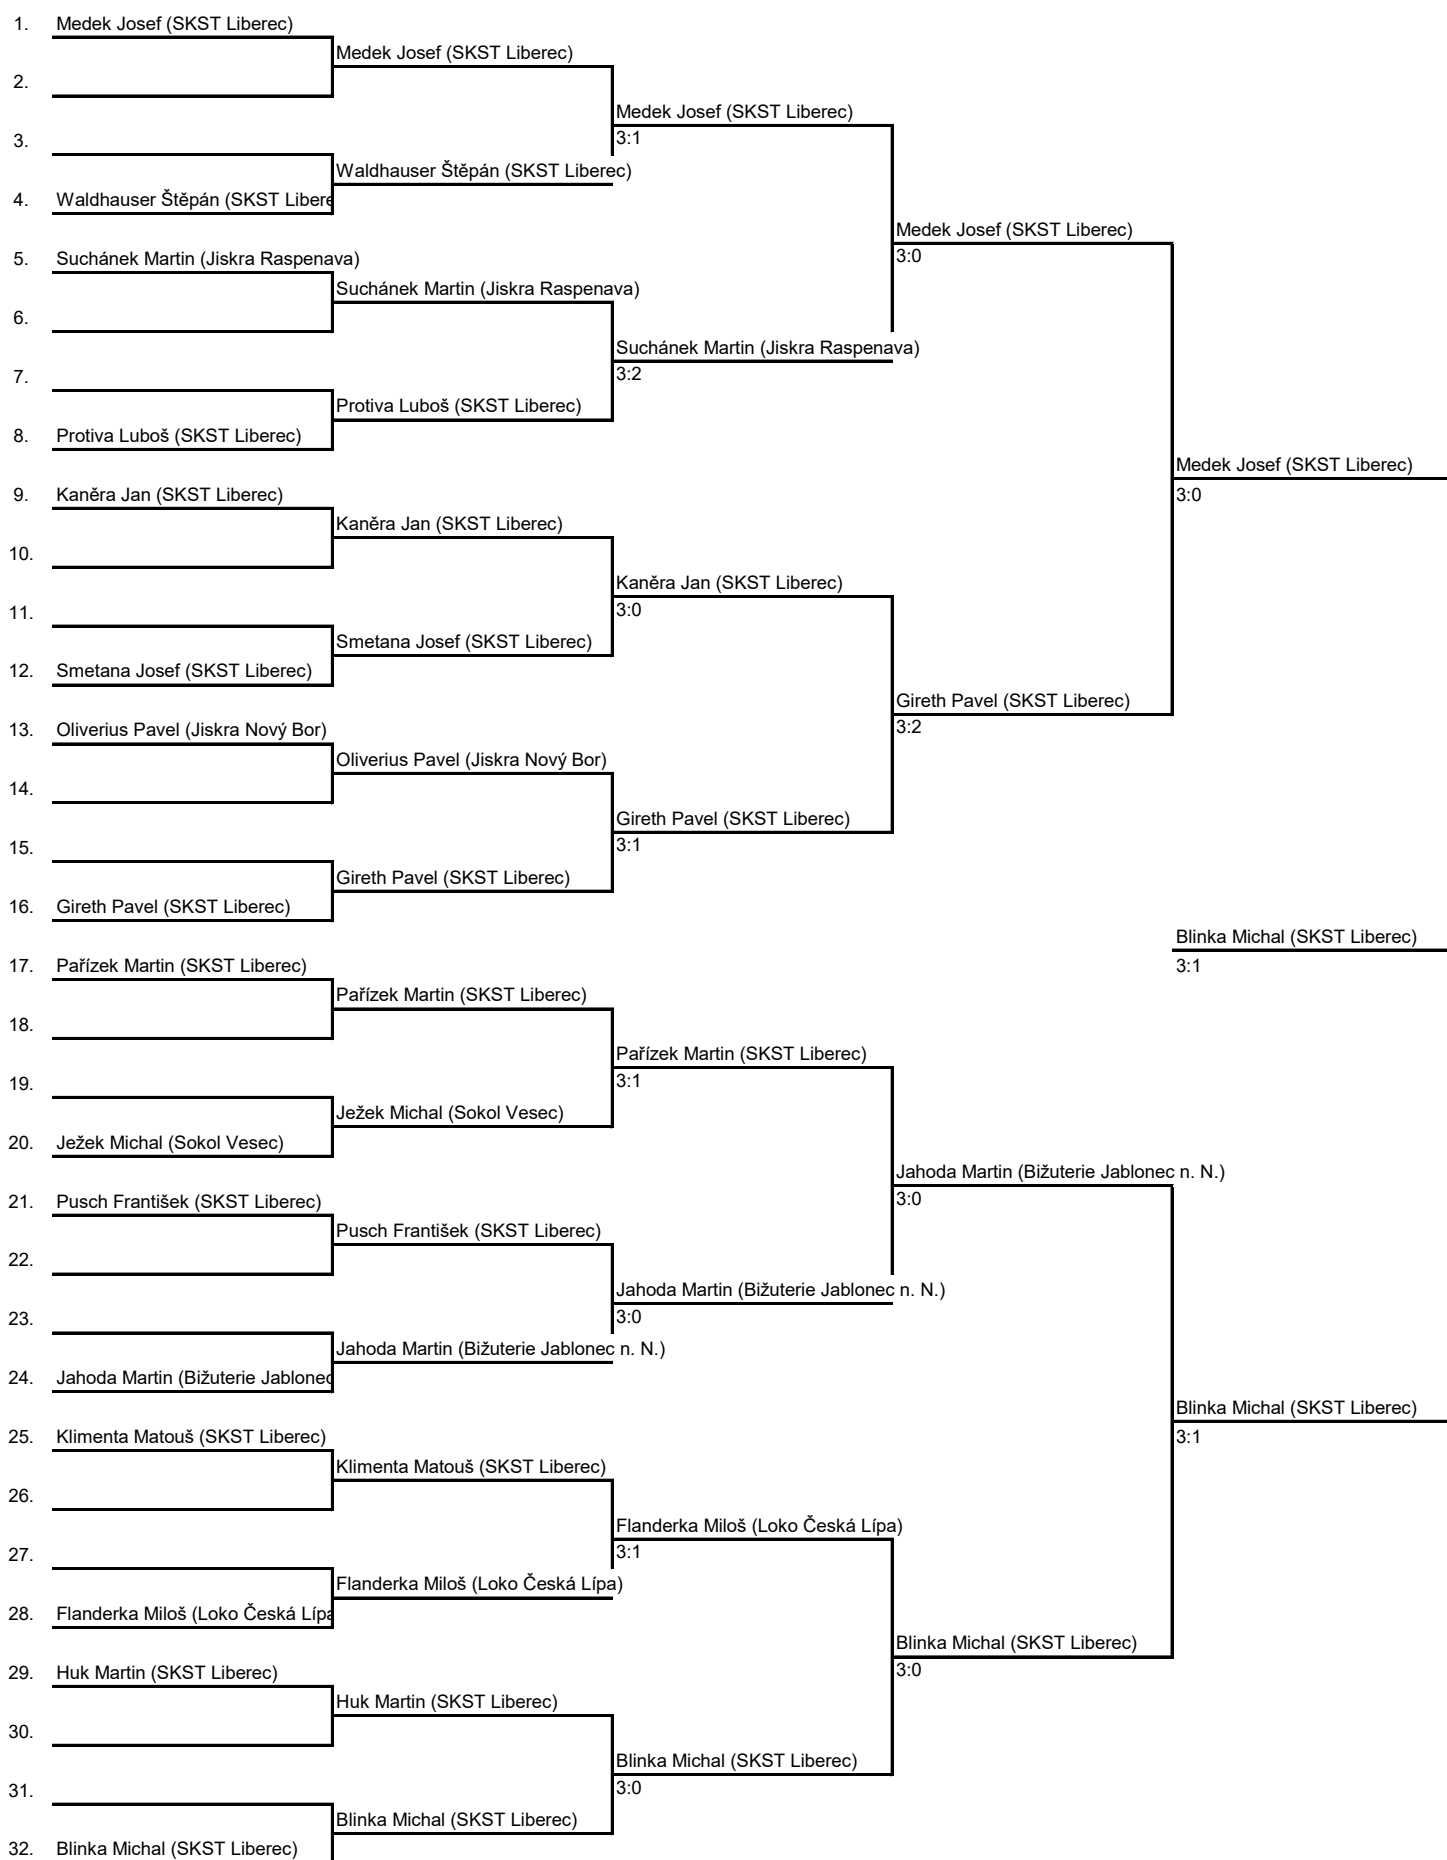 1. Medek Josef (SKST Liberec)
Medek Josef (SKST Liberec)
2.
Medek Josef (SKST Liberec)
3:1
3.
Waldhauser Štěpán (SKST Liberec)
4. Waldhauser Štěpán (SKST Libere
Medek Josef (SKST Liberec)
3:0
5. Suchánek Martin (Jiskra Raspenava)
Suchánek Martin (Jiskra Raspenava)
6.
Suchánek Martin (Jiskra Raspenava)
3:2
7.
Protiva Luboš (SKST Liberec)
8. Protiva Luboš (SKST Liberec)
Medek Josef (SKST Liberec)
3:0
9. Kaněra Jan (SKST Liberec)
Kaněra Jan (SKST Liberec)
10.
Kaněra Jan (SKST Liberec)
3:0
11.
Smetana Josef (SKST Liberec)
12. Smetana Josef (SKST Liberec)
Gireth Pavel (SKST Liberec)
3:2
13. Oliverius Pavel (Jiskra Nový Bor)
Oliverius Pavel (Jiskra Nový Bor)
14.
Gireth Pavel (SKST Liberec)
3:1
15.
Gireth Pavel (SKST Liberec)
16. Gireth Pavel (SKST Liberec)
Blinka Michal (SKST Liberec)
3:1
17. Pařízek Martin (SKST Liberec)
Pařízek Martin (SKST Liberec)
18.
Pařízek Martin (SKST Liberec)
3:1
19.
Ježek Michal (Sokol Vesec)
20. Ježek Michal (Sokol Vesec)
Jahoda Martin (Bižuterie Jablonec n. N.)
3:0
21. Pusch František (SKST Liberec)
Pusch František (SKST Liberec)
22.
Jahoda Martin (Bižuterie Jablonec n. N.)
3:0
23.
Jahoda Martin (Bižuterie Jablonec n. N.)
24. Jahoda Martin (Bižuterie Jablonec
Blinka Michal (SKST Liberec)
3:1
25. Klimenta Matouš (SKST Liberec)
Klimenta Matouš (SKST Liberec)
26.
Flanderka Miloš (Loko Česká Lípa)
3:1
27.
Flanderka Miloš (Loko Česká Lípa)
28. Flanderka Miloš (Loko Česká Lípa
Blinka Michal (SKST Liberec)
3:0
29. Huk Martin (SKST Liberec)
Huk Martin (SKST Liberec)
30.
Blinka Michal (SKST Liberec)
3:0
31.
Blinka Michal (SKST Liberec)
32. Blinka Michal (SKST Liberec)